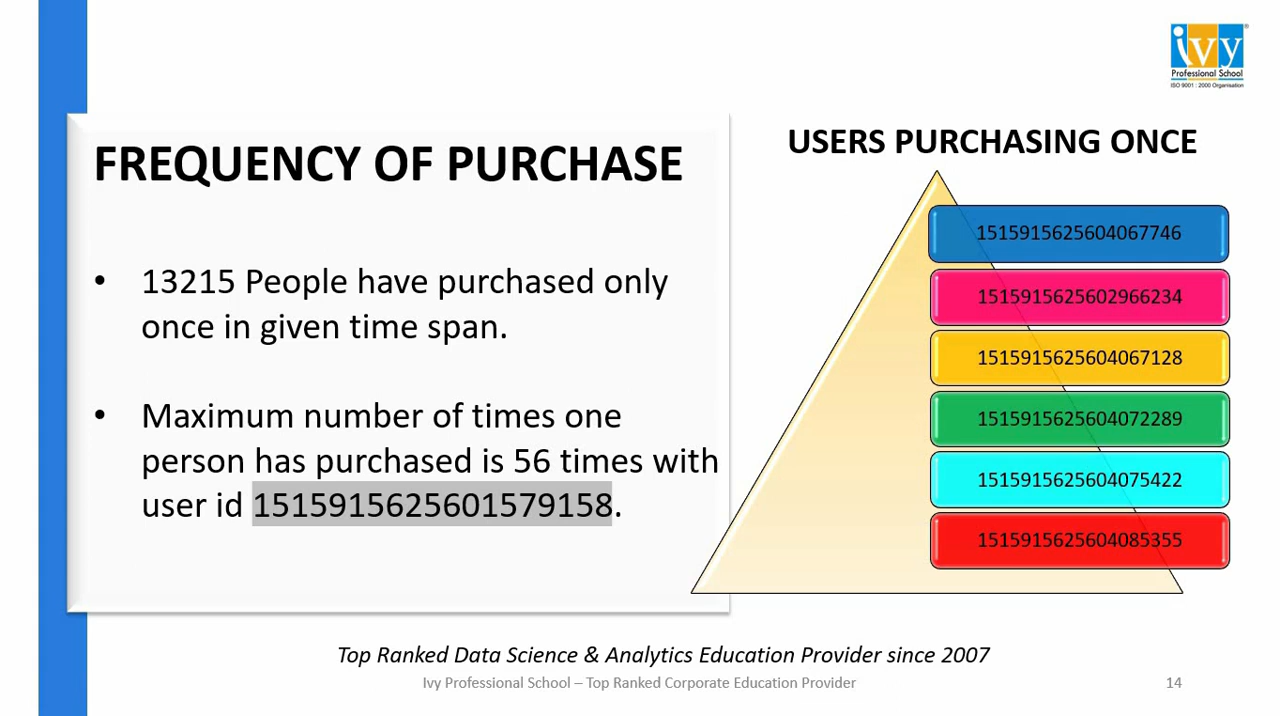 ivy
Professional School
ISO 9001 : 2000 Organisation
FREQUENCY OF PURCHASE
• 13215 People have purchased only
once in given time span.
• Maximum number of times one
person has purchased is 56 times with
user id 1515915625601579158.
USERS PURCHASING ONCE
1515915625604067746
1515915625602966234
1515915625604067128
1515915625604072289
1515915625604075422
1515915625604085355
Top Ranked Data Science & Analytics Education Provider since 2007
Ivy Professional School – Top Ranked Corporate Education Provider
14